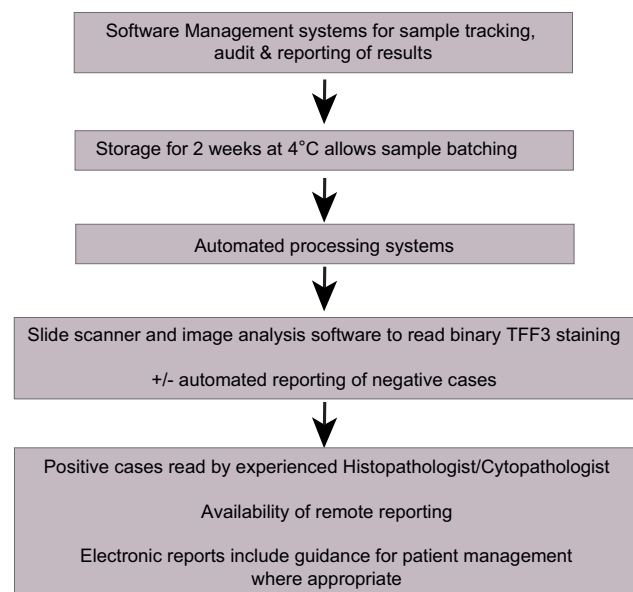 Software Management systems for sample tracking,
audit & reporting of results
Storage for 2 weeks at 4°C allows sample batching
Automated processing systems
Slide scanner and image analysis software to read binary TFF3 staining
+/- automated reporting of negative cases
Positive cases read by experienced Histopathologist/Cytopathologist
Availability of remote reporting
Electronic reports include guidance for patient management
where appropriate